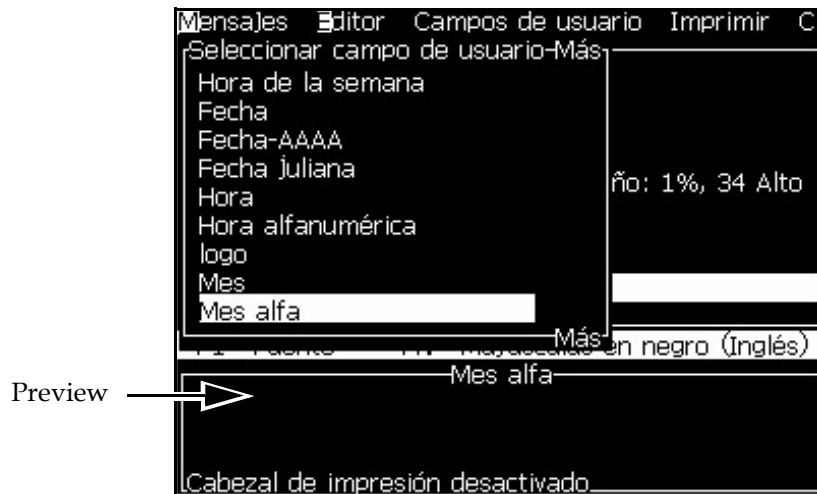 Mensajes Editor Campos de usuario Imprimir C
Seleccionar campo de usuario Más
Hora de la semana
Fecha
Fecha-AAAA
Fecha juliana
ño: 1%, 34 Alto
Hora
Hora alfanumérica
logo
Mes
Mes alfa
Más
en negro (Inglés)
Mes alfa
Preview
Cabezal de impresión desactivado